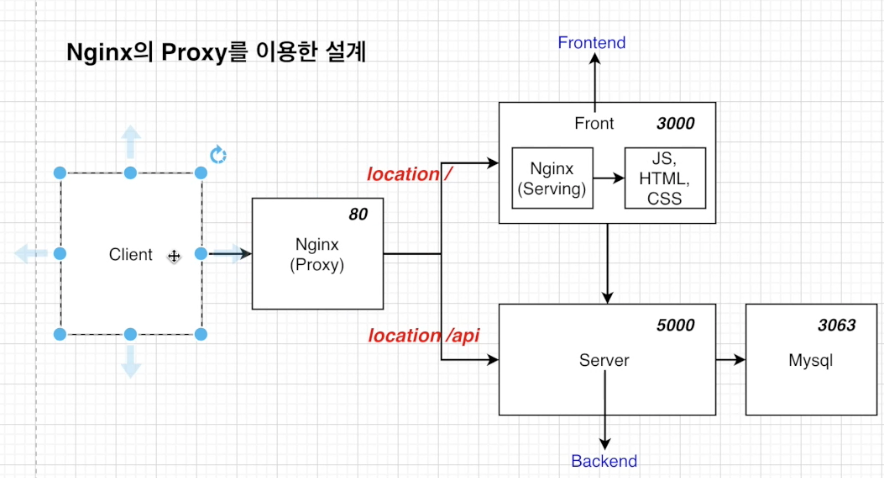 Nginx의 Proxy를 이용한 설계
Frontend
Front
3000
Nginx
(Serving)
JS,
HTML,
CSS
location /
80
Nginx
(Proxy)
Client
location /api
5000
Server
3063
Mysql
Backend